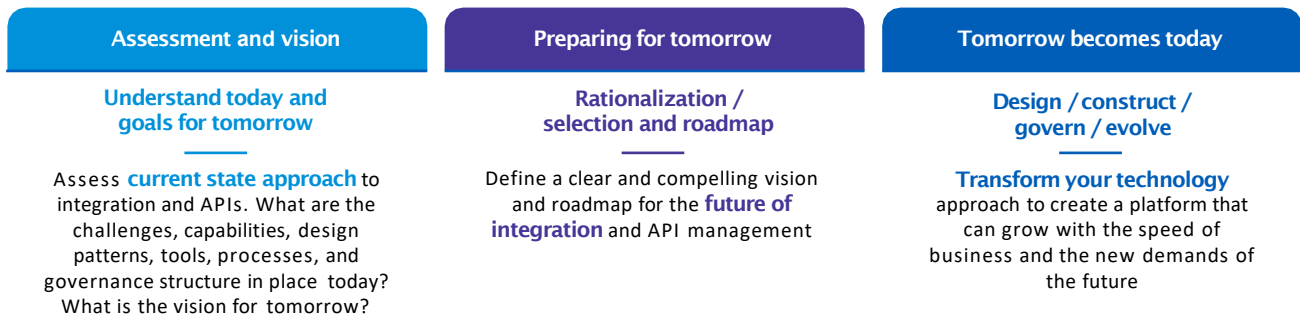 Assessment and vision
Understand today and
goals for tomorrow
Assess current state approach to
integration and APIs. What are the
challenges, capabilities, design
patterns, tools, processes, and
governance structure in place today?
What is the vision for tomorrow?
Preparing for tomorrow
Rationalization /
selection and roadmap
Define a clear and compelling vision
and roadmap for the future of
integration and API management
Tomorrow becomes today
Design / construct /
govern / evolve
Transform your technology
approach to create a platform that
can grow with the speed of
business and the new demands of
the future